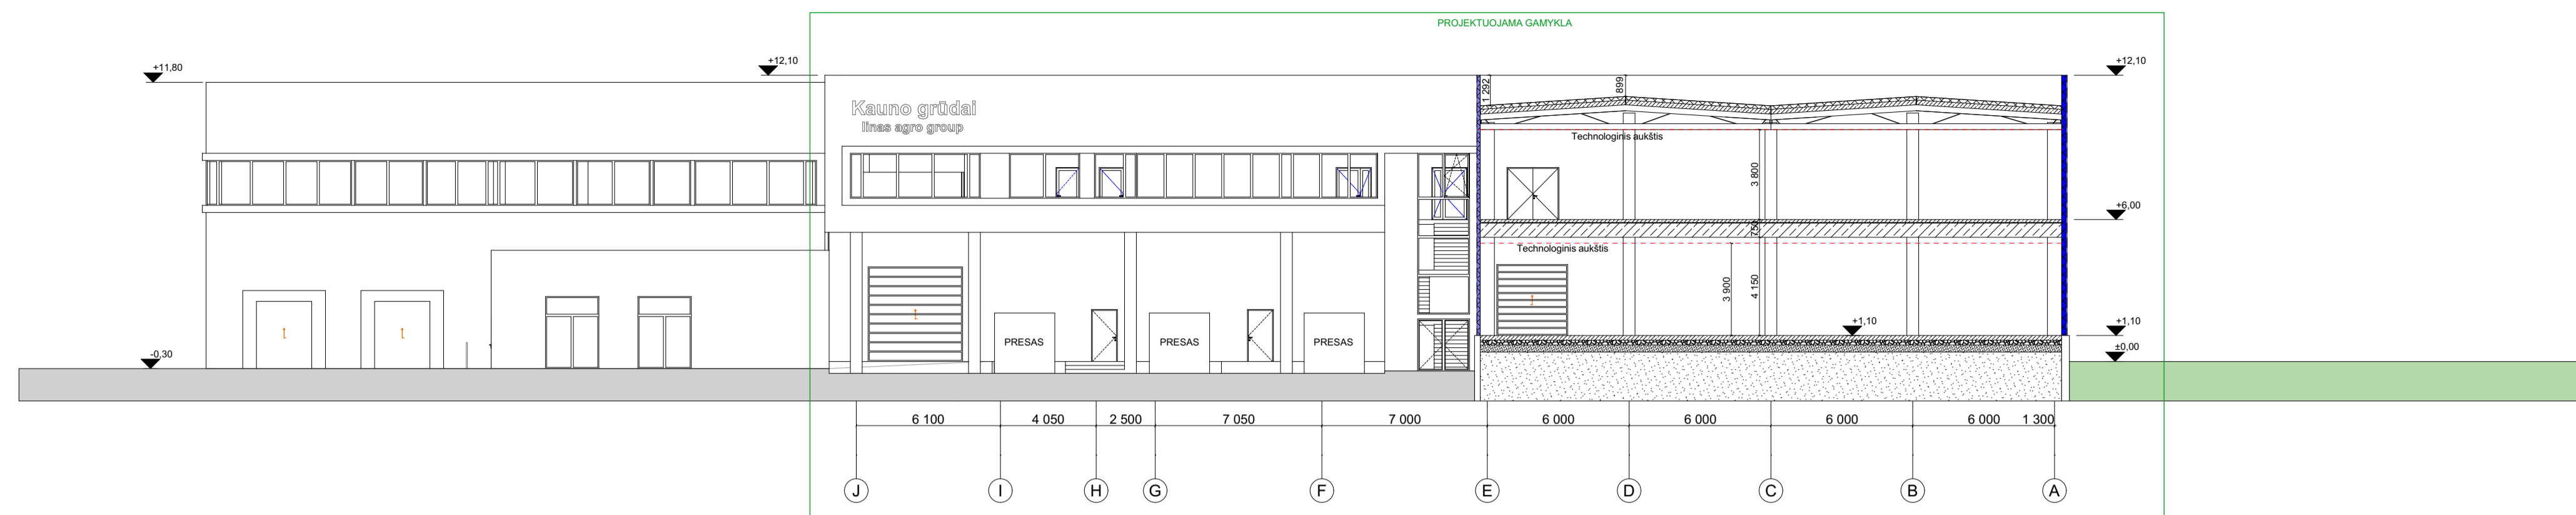 PROJEKTUOJAMA GAMYKLA
+11,80
+12,10
+12,10
1 292
899
Kauno grūdai
linas agro group
Technologinis aukštis
3 800
+6,00
750
Technologinis aukštis
3 900
4 150
PRESAS
PRESAS
PRESAS
+1,10
+1,10
±0,00
-0,30
6 100
4 050
2 500
7 050
7 000
6 000
6 000
6 000
6 000
1 300
J
I
H
G
F
E
D
C
B
A